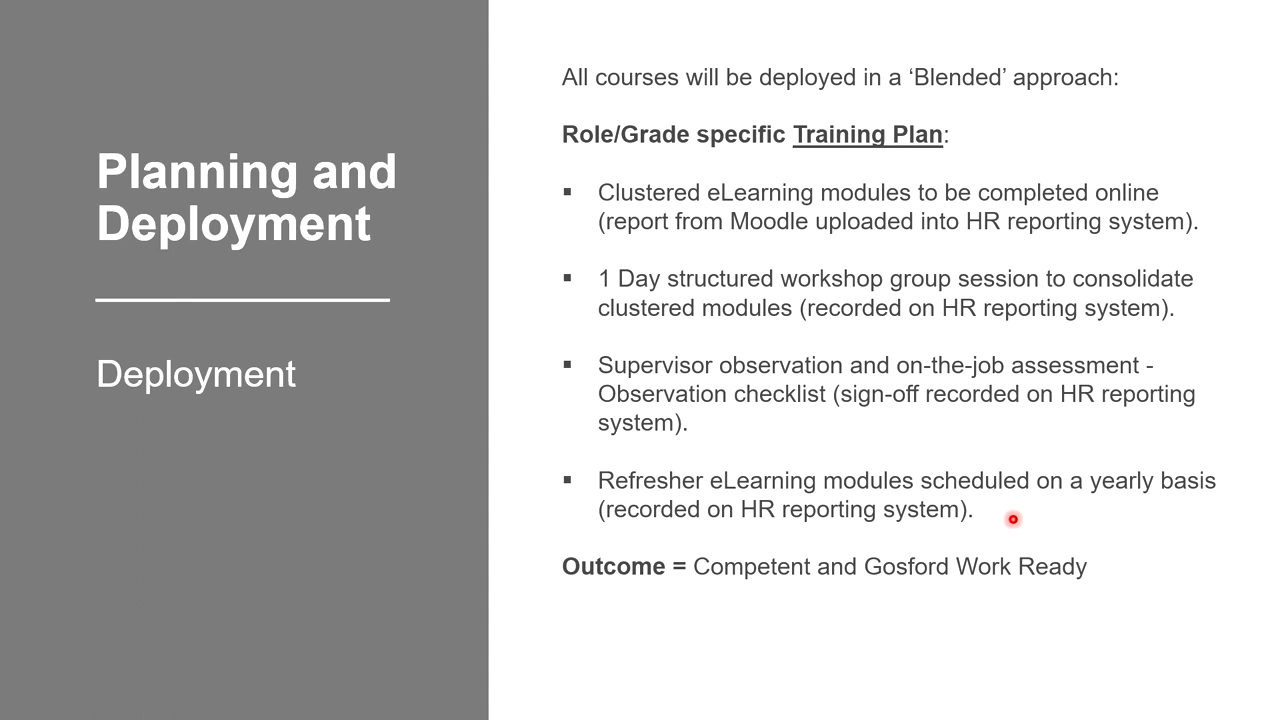 Planning and
Deployment
Deployment
All courses will be deployed in a ‘Blended’ approach:
Role/Grade specific Training Plan:
▪ Clustered eLearning modules to be completed online
(report from Moodle uploaded into HR reporting system).
▪ 1 Day structured workshop group session to consolidate
clustered modules (recorded on HR reporting system).
▪ Supervisor observation and on-the-job assessment -
Observation checklist (sign-off recorded on HR reporting
system).
▪ Refresher eLearning modules scheduled on a yearly basis
(recorded on HR reporting system).
Outcome = Competent and Gosford Work Ready